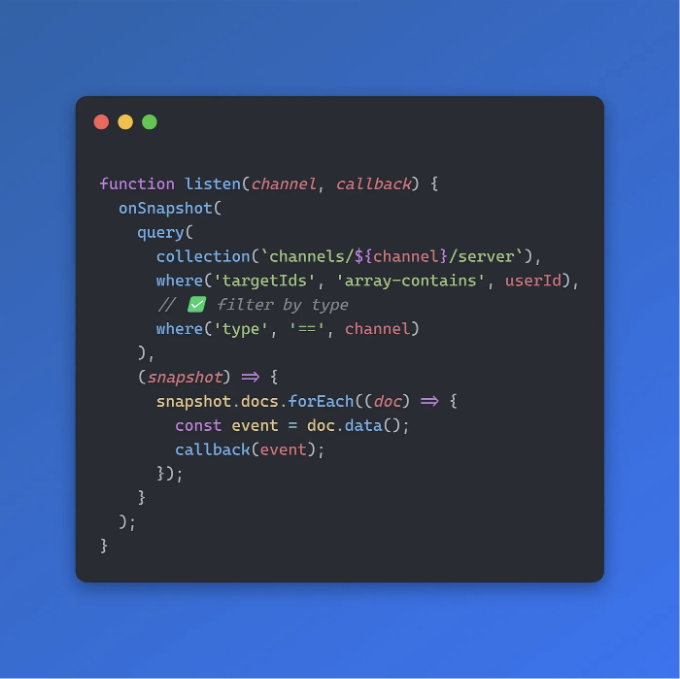 function listen(channel, callback) {
  onSnapshot(
    query(
      collection(`channels/${channel}/server`),
      where('targetIds', 'array-contains', userId),
      // ✅ filter by type
      where('type', '==', channel)
    ),
    (snapshot) => {
      snapshot.docs.forEach((doc) => {
        const event = doc.data();
        callback(event);
      });
    }
  );
}